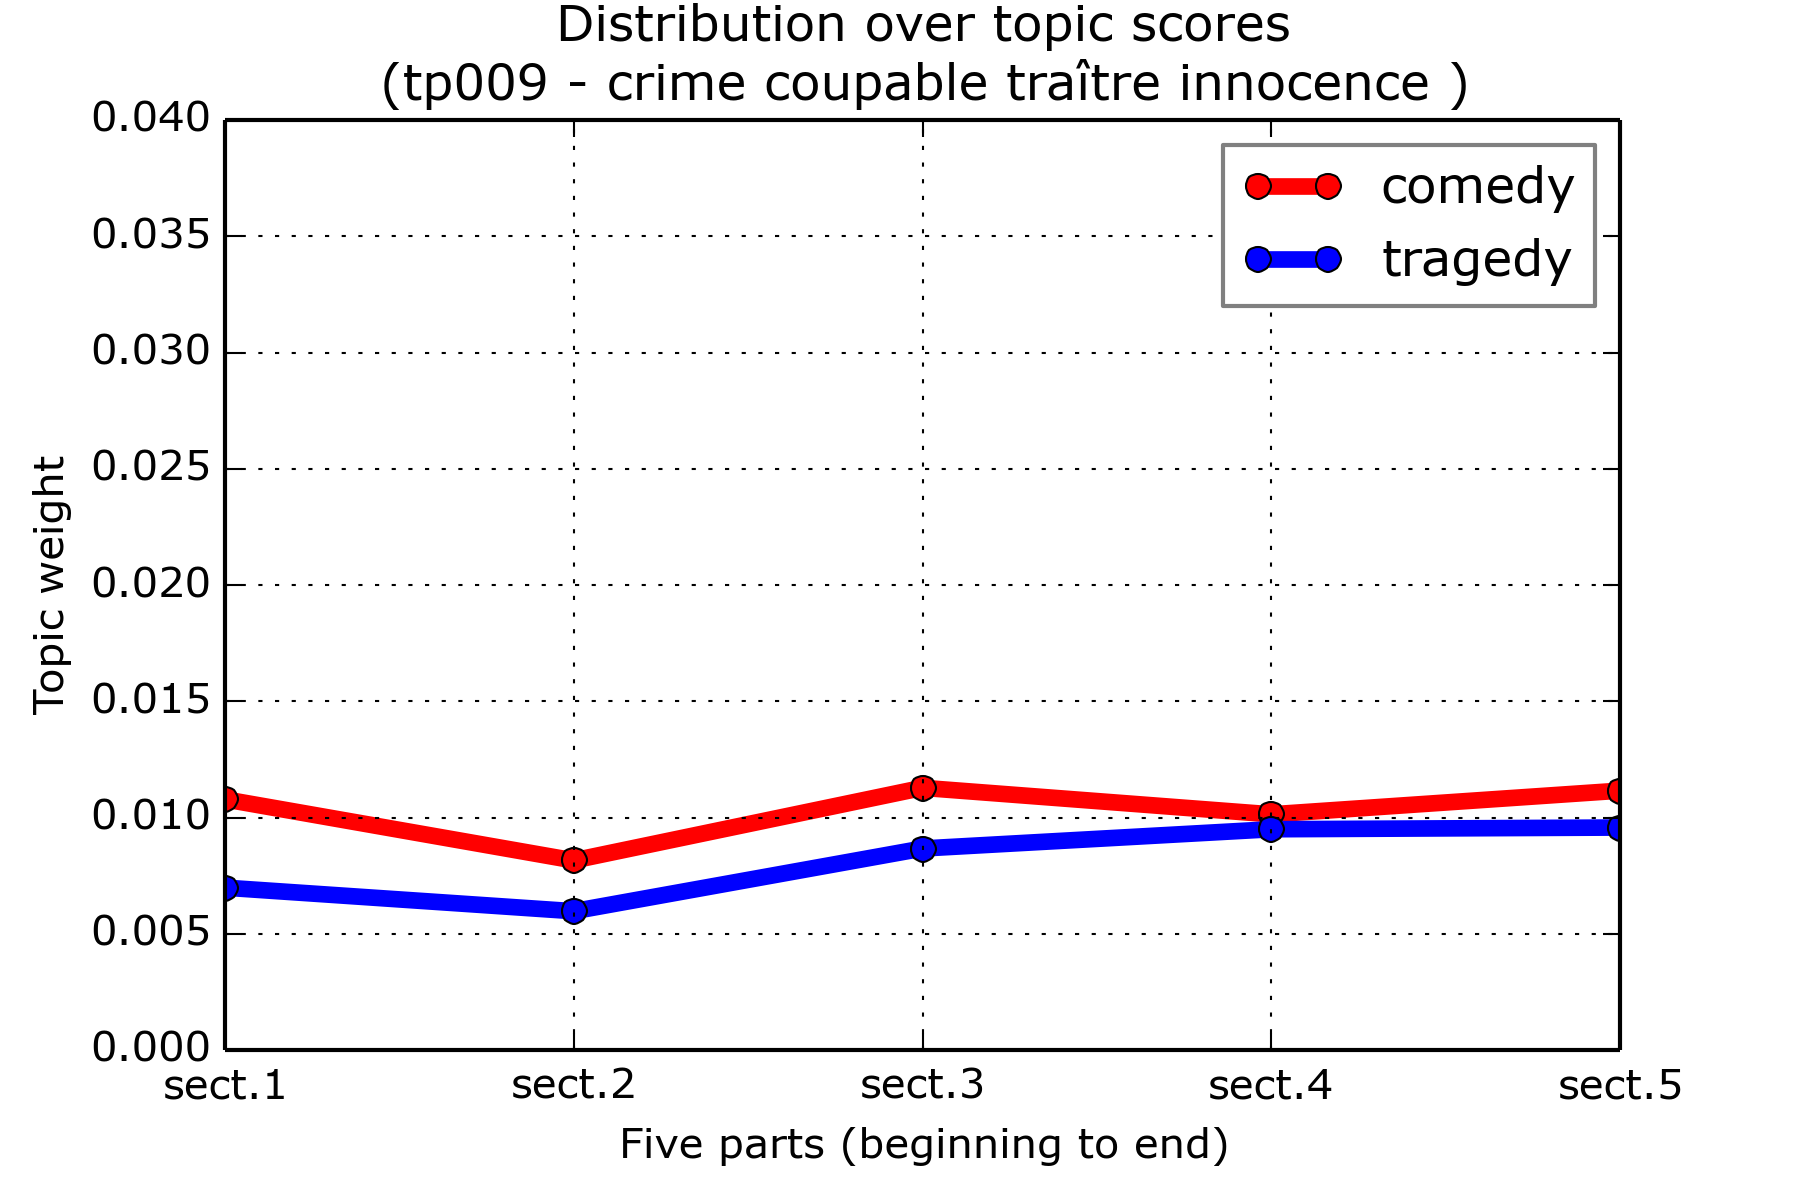 Distribution over topic scores
(tp009 - crime coupable traître innocence )
0.040
0.035
0.030
0.025
0.020
0.015
0.010
0.005
0.000
Topic weight
comedy
tragedy
sect.1 sect.2 sect.3 sect.4 sect.5
Five parts (beginning to end)